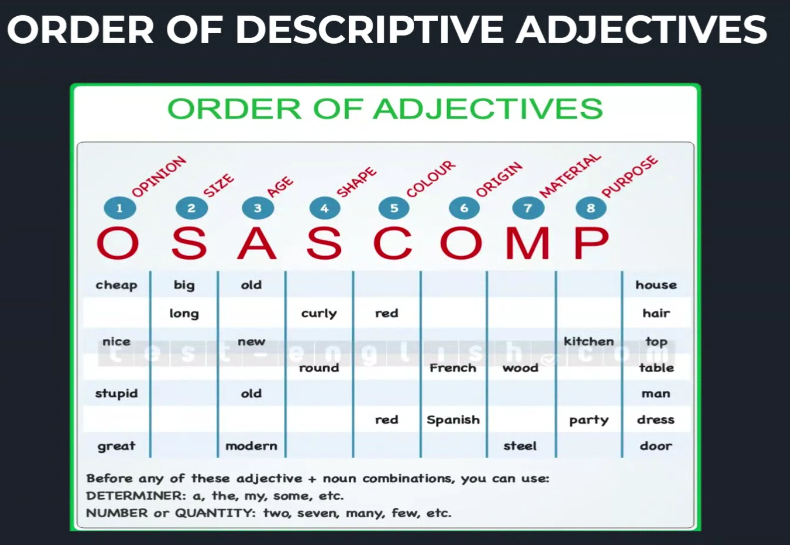 ORDER OF DESCRIPTIVE ADJECTIVES
ORDER OF ADJECTIVES
OPINION SIZE AGE SHAPE COLOUR ORIGIN MATERIAL PURPOSE
1 2 3 4 5 6 7 8
O S A S C O M P
cheap big old house
long curly red hair
nice new kitchen top
test-english.com
round French wood table
stupid old man
red Spanish party dress
great modern steel door
Before any of these adjective + noun combinations, you can use:
DETERMINER: a, the, my, some, etc.
NUMBER or QUANTITY: two, seven, many, few, etc.